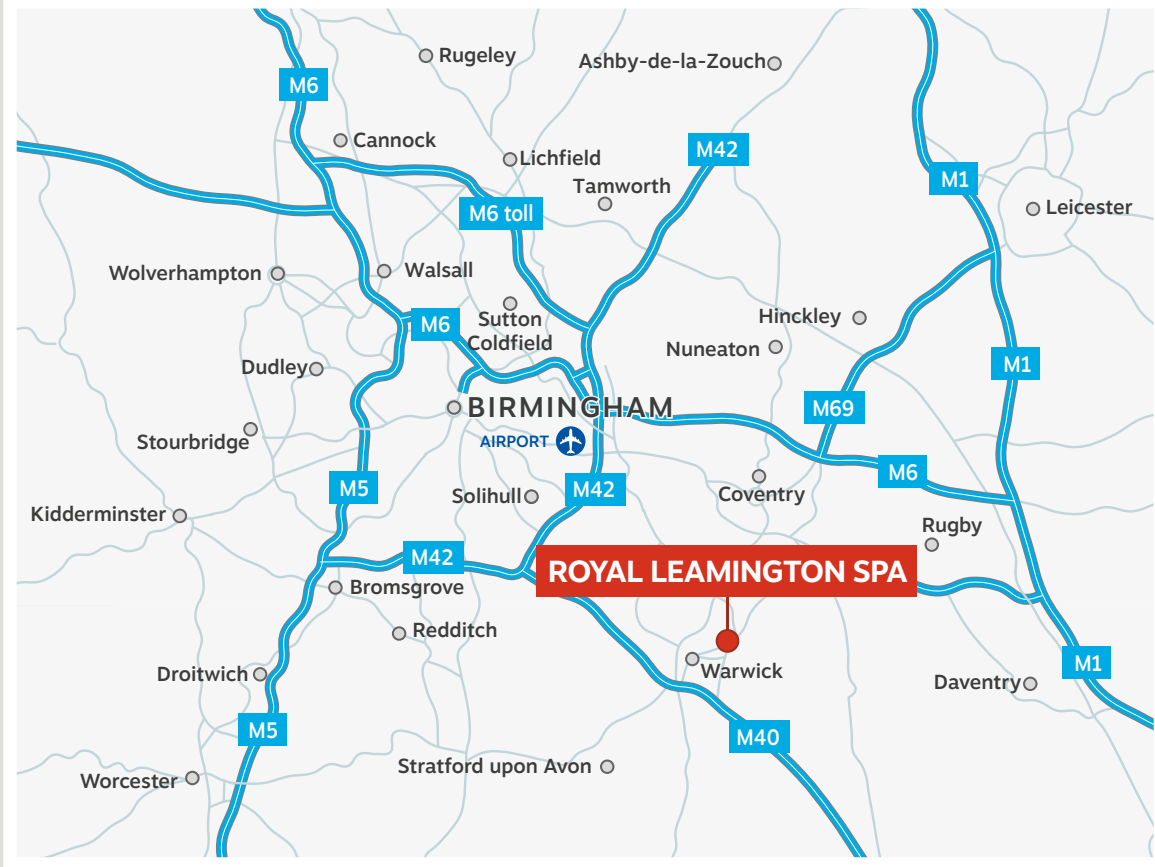 Rugeley
Ashby-de-la-Zouch
M6
Cannock
M42
Lichfield
M1
Tamworth
Leicester
M6 toll
Wolverhampton
Walsall
Hinckley
M6
Sutton
Coldfield
Nuneaton
Dudley
M1
BIRMINGHAM
M69
Stourbridge
AIRPORT
M6
M5
Solihull
M42
Coventry
Kidderminster
Rugby
M42
ROYAL LEAMINGTON SPA
Bromsgrove
Redditch
Droitwich
Warwick
M1
Daventry
M5
M40
Stratford upon Avon
Worcester